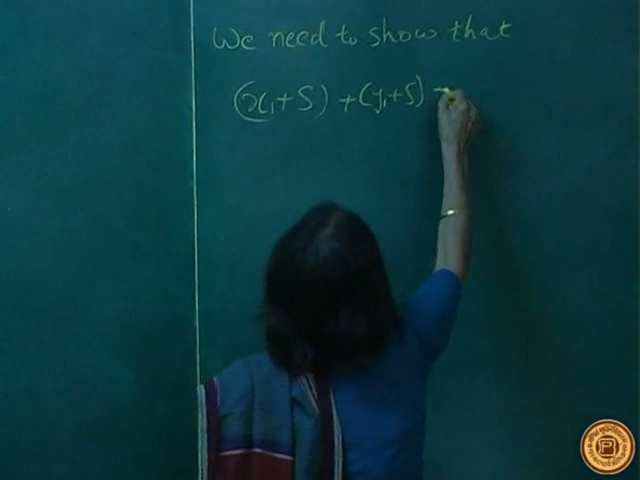 We need to show that
(x₁ + S) + (y₁ + S) =